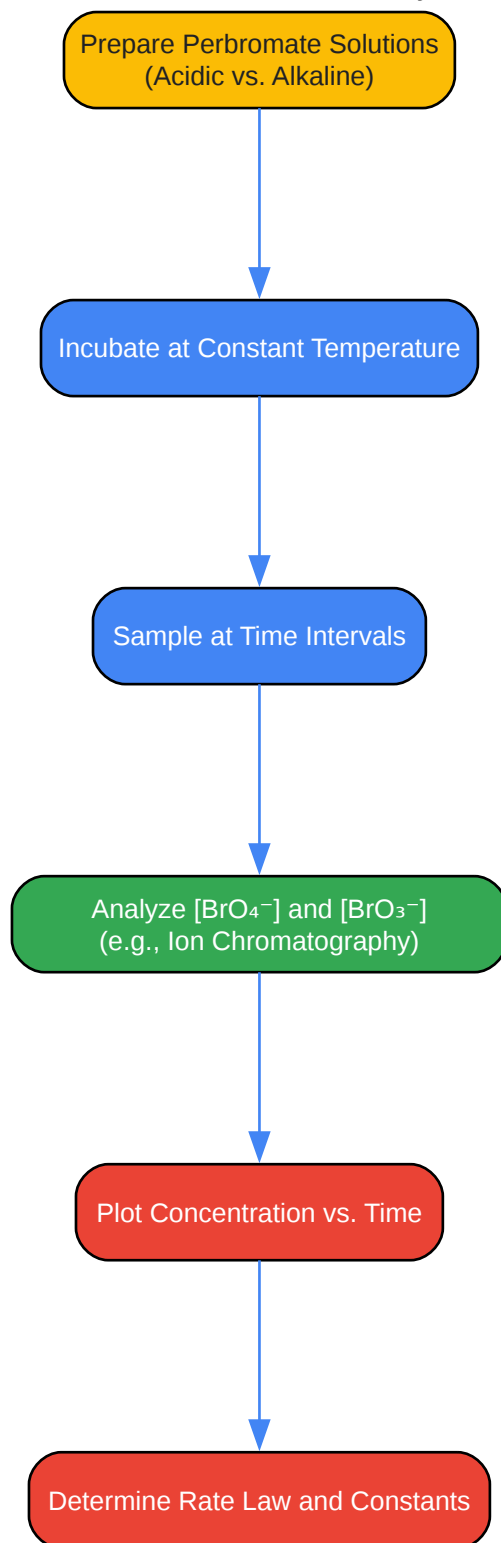 Prepare Perbromate Solutions
(Acidic vs. Alkaline)
Incubate at Constant Temperature
Sample at Time Intervals
Analyze [BrO₄⁻] and [BrO₃⁻]
(e.g., Ion Chromatography)
Plot Concentration vs. Time
Determine Rate Law and Constants